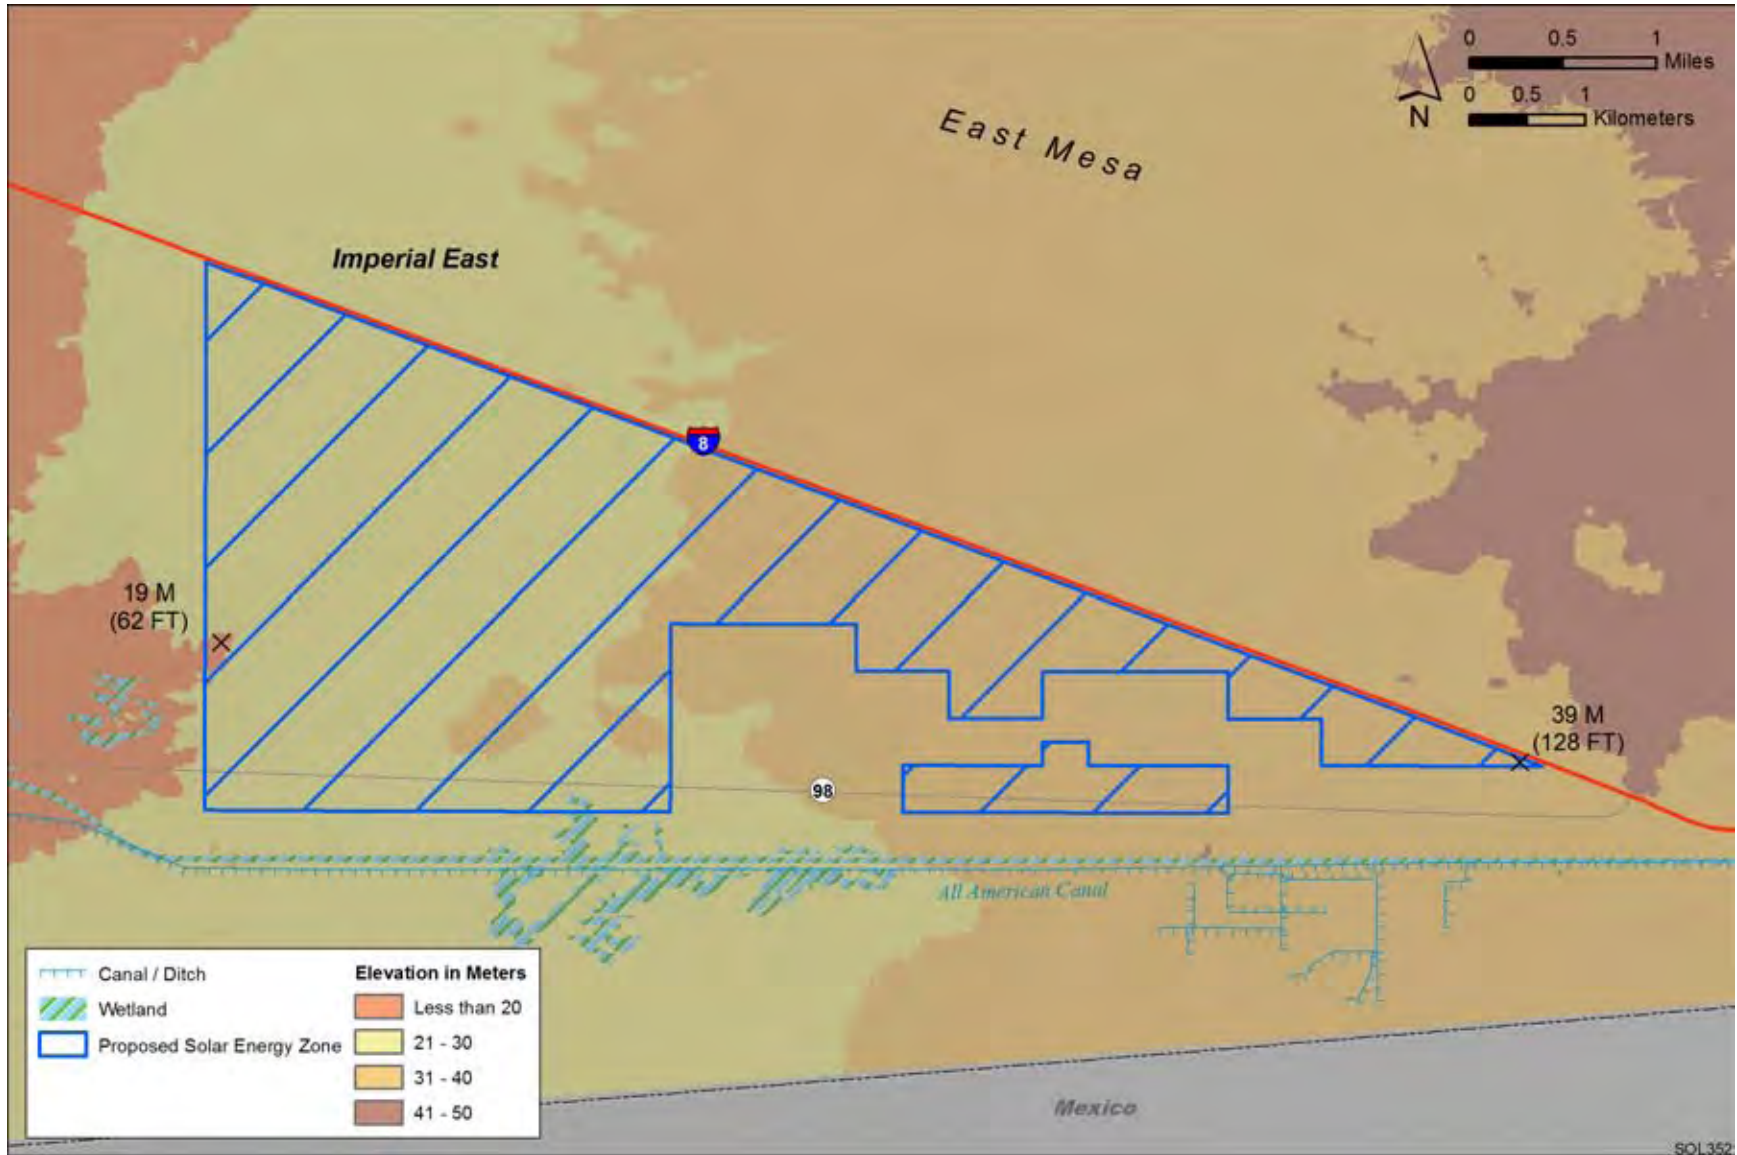 0 0.5 1
Miles
0 0.5 1
Kilometers
N
East Mesa
Imperial East
8
19 M
(62 FT)
39 M
(128 FT)
98
All American Canal
Canal / Ditch
Wetland
Proposed Solar Energy Zone
Elevation in Meters
Less than 20
21 - 30
31 - 40
41 - 50
Mexico
SOL352